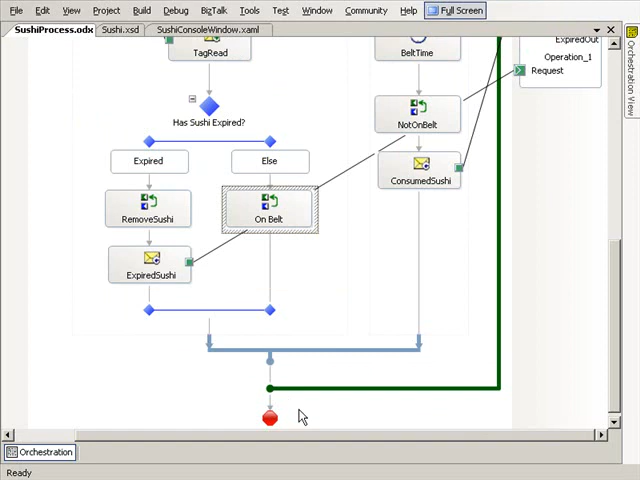 File Edit View Project Build Debug BizTalk Tools Test Window Community Help Full Screen
SushiProcess.odx Sushi.xsd SushiConsoleWindow.xaml
TagRead
BeltTime
ExpiredOut
Operation_1
Request
Orchestration View
Has Sushi Expired?
NotOnBelt
Expired
Else
ConsumedSushi
RemoveSushi
On Belt
ExpiredSushi
Orchestration
Ready